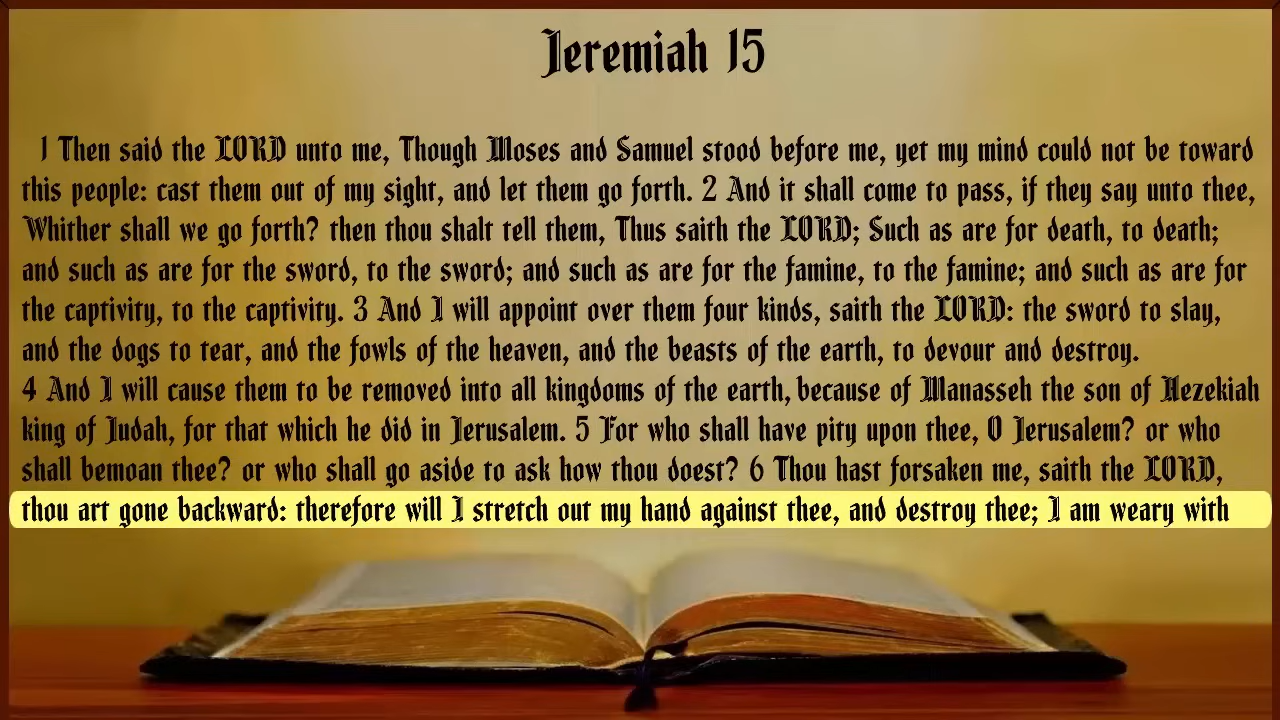 Jeremiah 15
1 Then said the LORD unto me, Though Moses and Samuel stood before me, yet my mind could not be toward
this people: cast them out of my sight, and let them go forth. 2 And it shall come to pass, if they say unto thee,
Whither shall we go forth? then thou shalt tell them, Thus saith the LORD; Such as are for death, to death;
and such as are for the sword, to the sword; and such as are for the famine, to the famine; and such as are for
the captivity, to the captivity. 3 And I will appoint over them four kinds, saith the LORD: the sword to slay,
and the dogs to tear, and the fowls of the heaven, and the beasts of the earth, to devour and destroy.
4 And I will cause them to be removed into all kingdoms of the earth, because of Manasseh the son of Hezekiah
king of Judah, for that which he did in Jerusalem. 5 For who shall have pity upon thee, O Jerusalem? or who
shall bemoan thee? or who shall go aside to ask how thou doest? 6 Thou hast forsaken me, saith the LORD,
thou art gone backward: therefore will I stretch out my hand against thee, and destroy thee; I am weary with